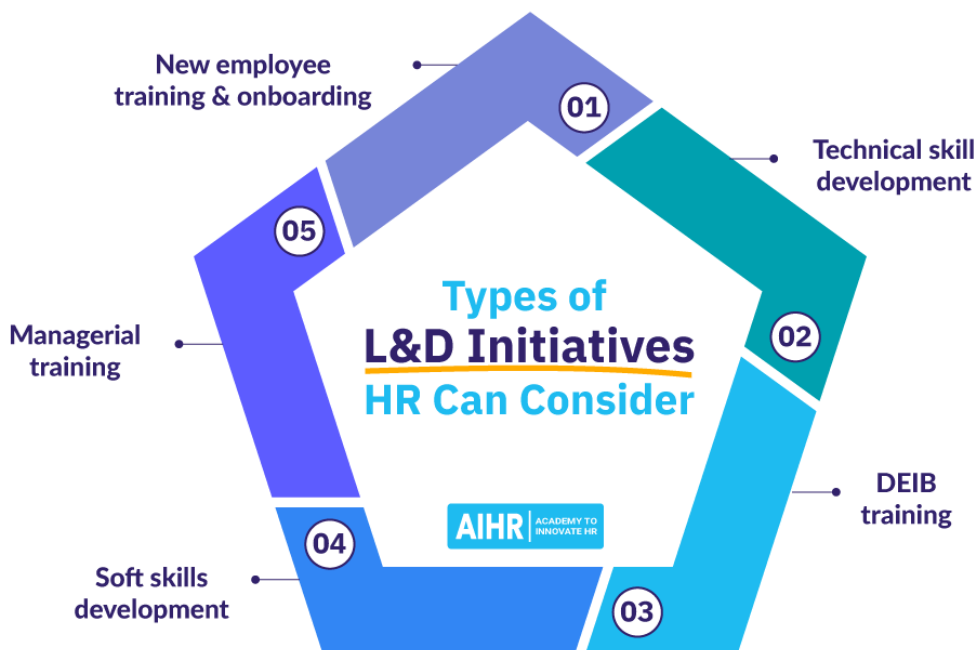 New employee
training & onboarding
01
Technical skill
development
05
Types of
L&D Initiatives
HR Can Consider
02
Managerial
training
DEIB
training
AIHR
ACADEMY TO
INNOVATE HR
04
Soft skills
development
03